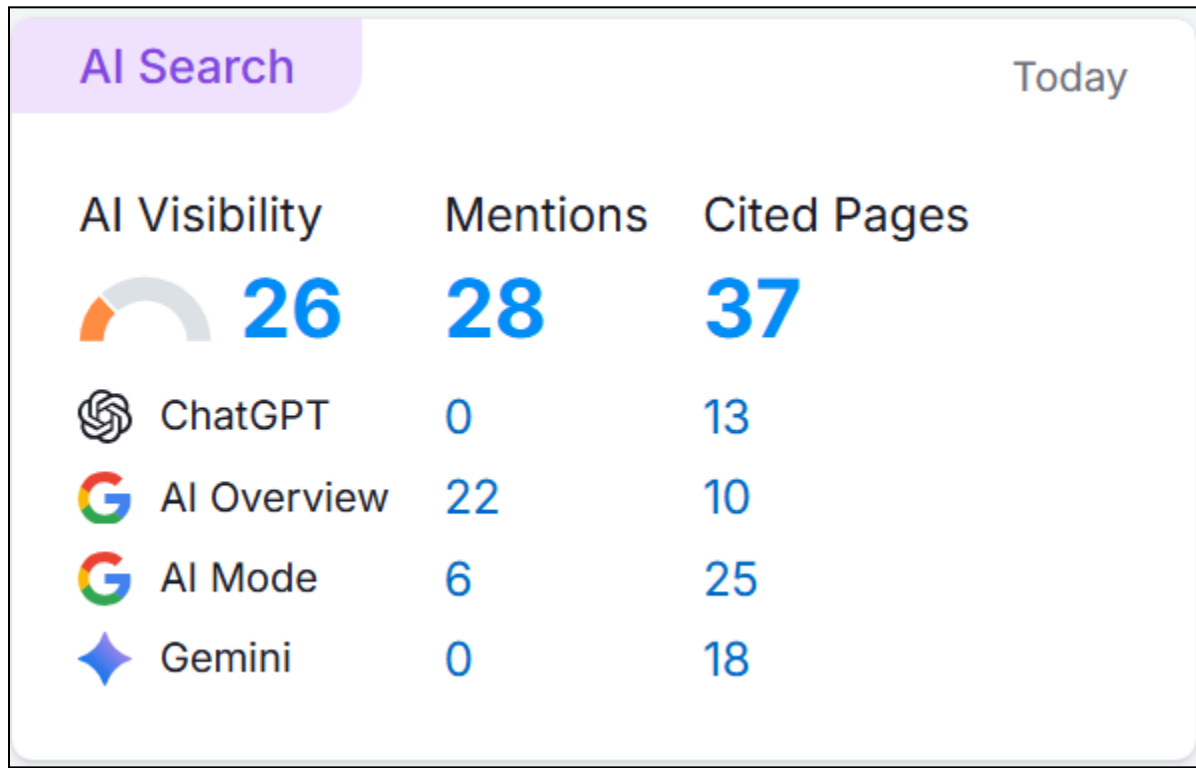 AI Search
Today
AI Visibility Mentions Cited Pages
26 28 37
ChatGPT 0 13
AI Overview 22 10
AI Mode 6 25
Gemini 0 18